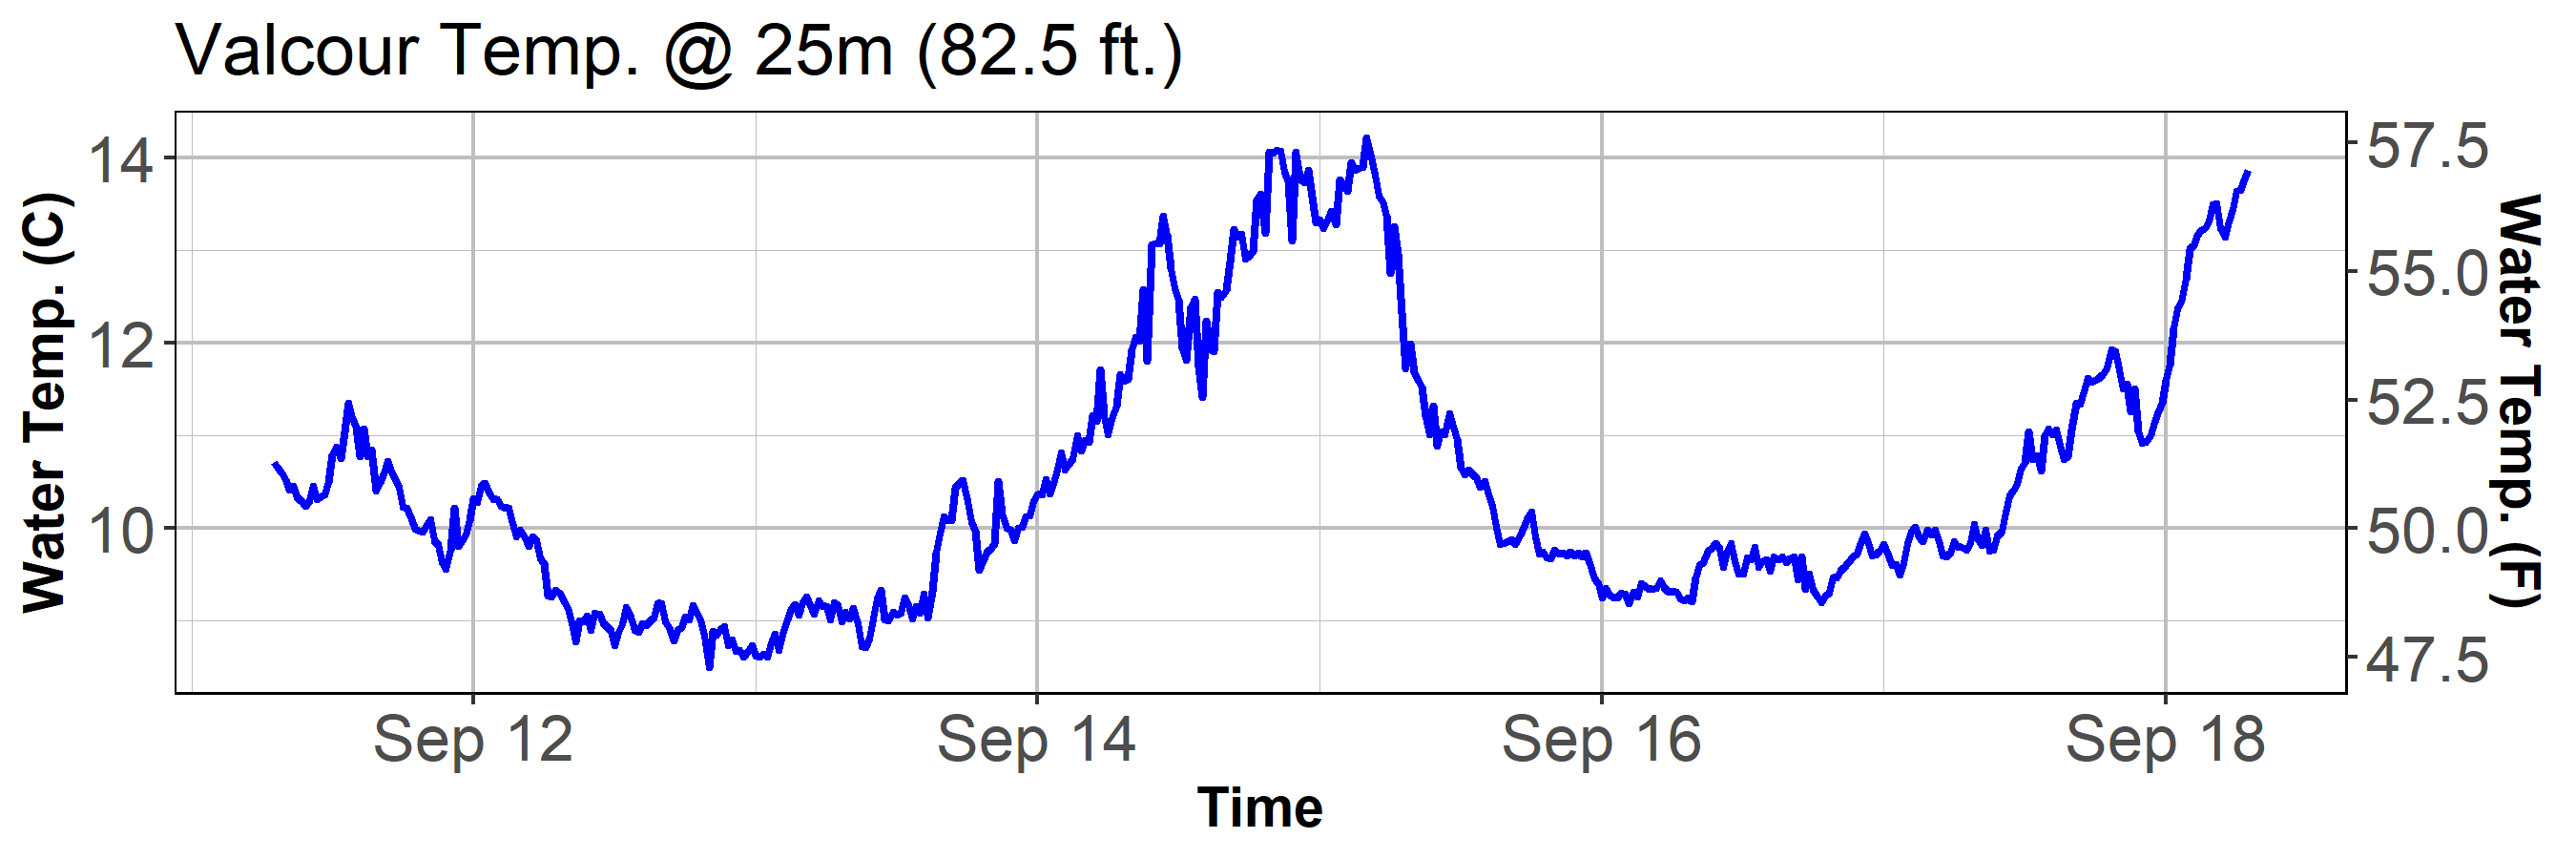 Valcour Temp. @ 25m (82.5 ft.)
Water Temp. (C)
14
12
10
57.5
55.0
52.5
50.0
47.5
Water Temp. (F)
Sep 12 Sep 14 Sep 16 Sep 18
Time